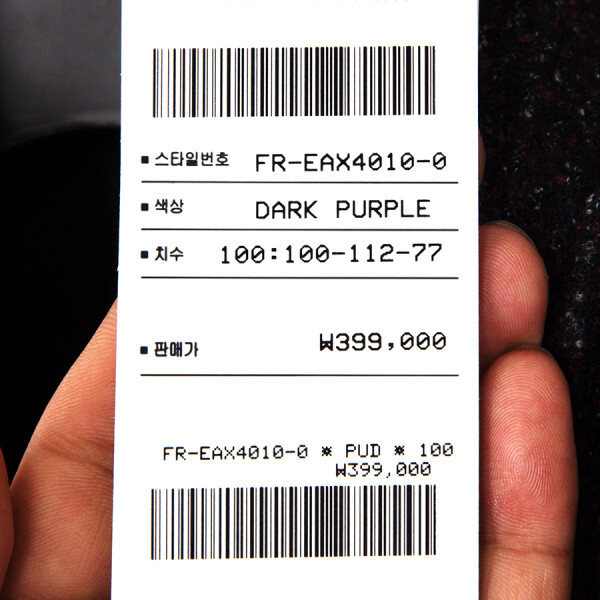 ▪ 스타일번호 FR-EAX4010-0
▪ 색상 DARK PURPLE
▪ 치수 100:100-112-77
▪ 판매가 ₩399,000
FR-EAX4010-0 ※ PUD ※ 100
₩399,000